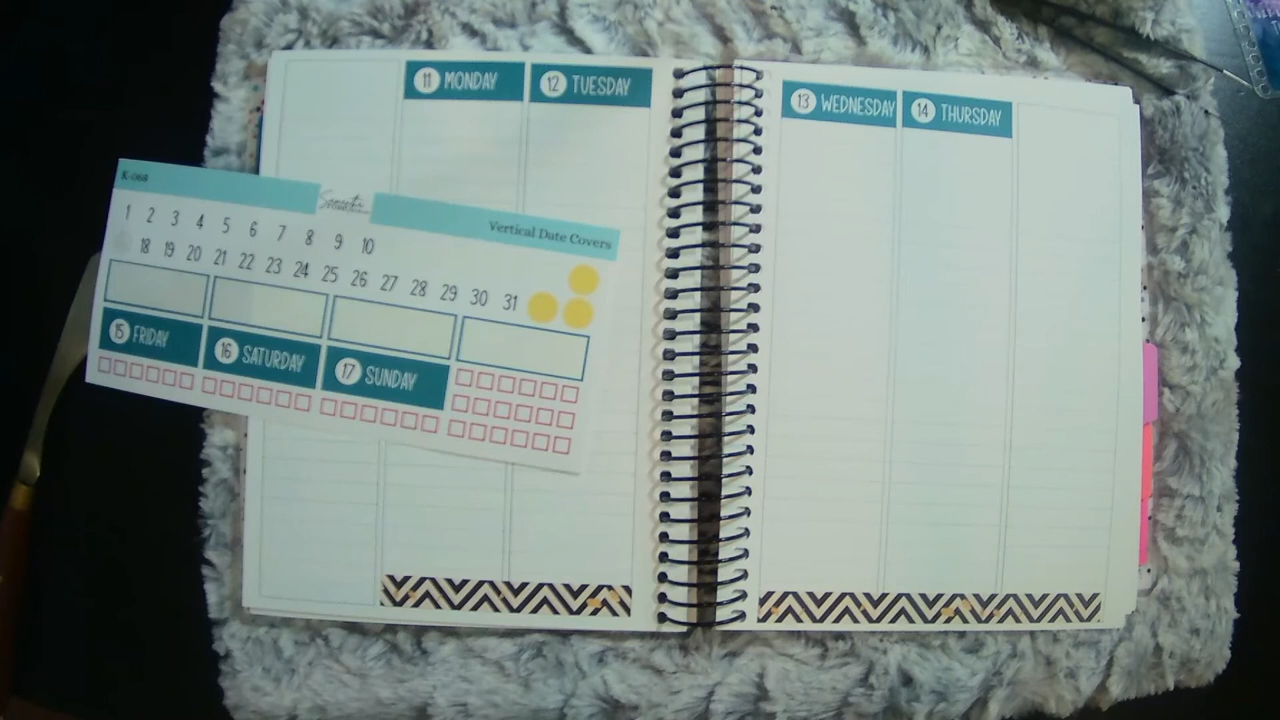 11 MONDAY
12 TUESDAY
13 WEDNESDAY
14 THURSDAY
K-068
Vertical Date Covers
1 2 3 4 5 6 7 8 9 10
18 19 20 21 22 23 24 25 26 27 28 29 30 31
15 FRIDAY
16 SATURDAY
17 SUNDAY